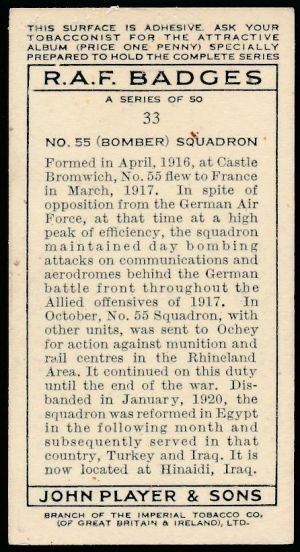 THIS SURFACE IS ADHESIVE. ASK YOUR
TOBACCONIST FOR THE ATTRACTIVE
ALBUM (PRICE ONE PENNY) SPECIALLY
PREPARED TO HOLD THE COMPLETE SERIES
R.A.F. BADGES
A SERIES OF 50
33
NO. 55 (BOMBER) SQUADRON
Formed in April, 1916, at Castle
Bromwich, No. 55 flew to France
in March, 1917. In spite of
opposition from the German Air
Force, at that time at a high
peak of efficiency, the squadron
maintained day bombing
attacks on communications and
aerodromes behind the German
battle front throughout the
Allied offensives of 1917. In
October, No. 55 Squadron, with
other units, was sent to Ochey
for action against munition and
rail centres in the Rhineland
Area. It continued on this duty
until the end of the war. Dis-
banded in January, 1920, the
squadron was reformed in Egypt
in the following month and
subsequently served in that
country, Turkey and Iraq. It is
now located at Hinaidi, Iraq.
JOHN PLAYER & SONS
BRANCH OF THE IMPERIAL TOBACCO CO.
(OF GREAT BRITAIN & IRELAND), LTD.